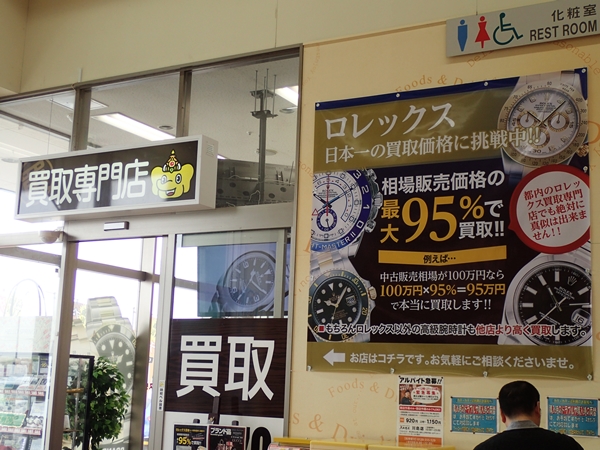 化粧室
REST ROOM
Foods & D
買取専門店
ロレックス
日本一の買取価格に挑戦中!!
相場販売価格の
最大95%で買取!!
都内のロレックス買取専門店でも絶対に真似は出来ません!!
例えば…
中古販売相場が100万円なら
100万円×95%=95万円
で本当に買取します!!
もちろんロレックス以外の高級腕時計も他店より高く買取します。
お店はコチラです。お気軽にご相談くださいませ。
買取
アルバイト急募!!